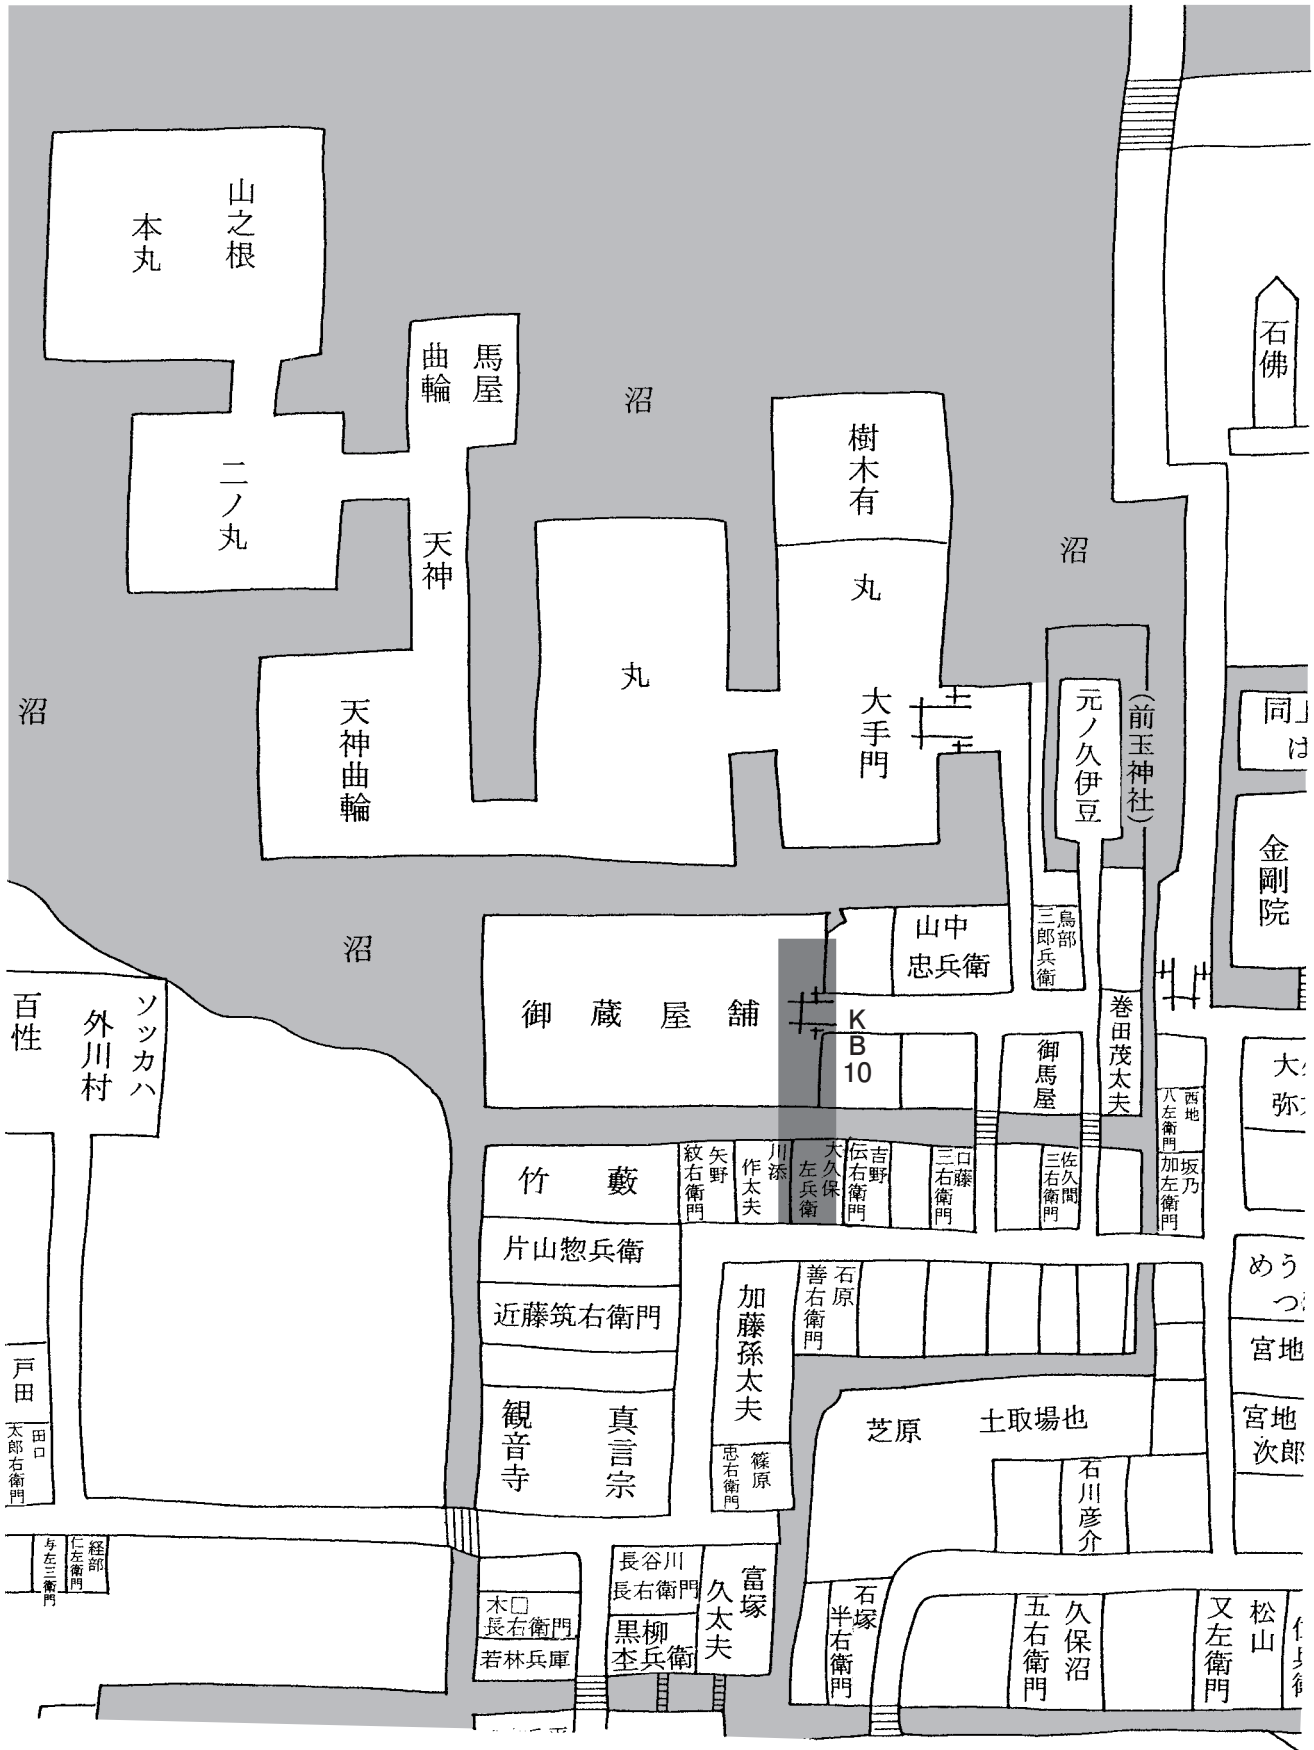 山之根
本丸
馬屋
曲輪
沼
二ノ丸
天神
樹木有
丸
大手門
丸
天神曲輪
沼
沼
石佛
元ノ久伊豆
(前玉神社)
金剛院
沼
ソッカハ
外川村
百性
御蔵屋舗
山中
忠兵衛
鳥部
三郎兵衛
KB10
御馬屋
巻田茂太夫
西地
八左衛門
坂乃
加左衛門
竹藪
矢野
紋右衛門
川添
作太夫
大久保
左兵衛
吉野
伝右衛門
口藤
三右衛門
佐久間
三右衛門
片山惣兵衛
近藤筑右衛門
真言宗
観音寺
加藤孫太夫
石原
善右衛門
篠原
忠右衛門
芝原 土取場也
石川彦介
めう
宮地
宮地
次郎
戸田
田口
太郎右衛門
経部
仁左衛門
与左三衛門
木□
長右衛門
若林兵庫
長谷川
長右衛門
黒柳
杢兵衛
富塚
久太夫
石塚
半右衛門
久保沼
五右衛門
松山
又左衛門